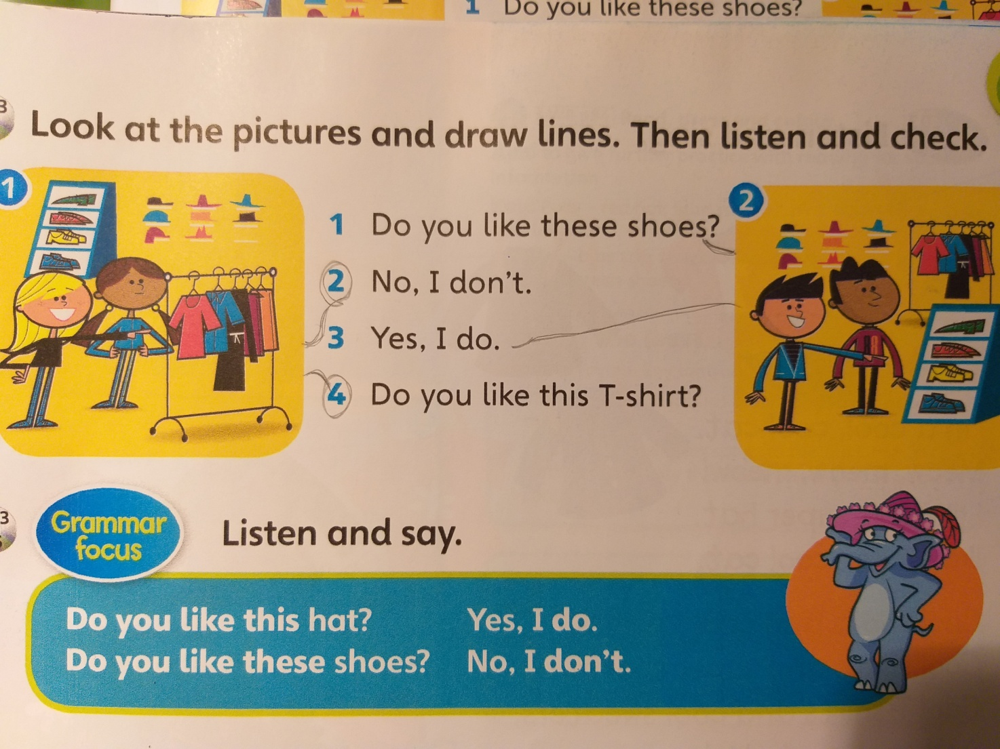 1 Do you like these shoes?
3
Look at the pictures and draw lines. Then listen and check.
1
2
1 Do you like these shoes?
2 No, I don't.
3 Yes, I do.
4 Do you like this T-shirt?
3
Grammar focus
Listen and say.
Do you like this hat? Yes, I do.
Do you like these shoes? No, I don't.